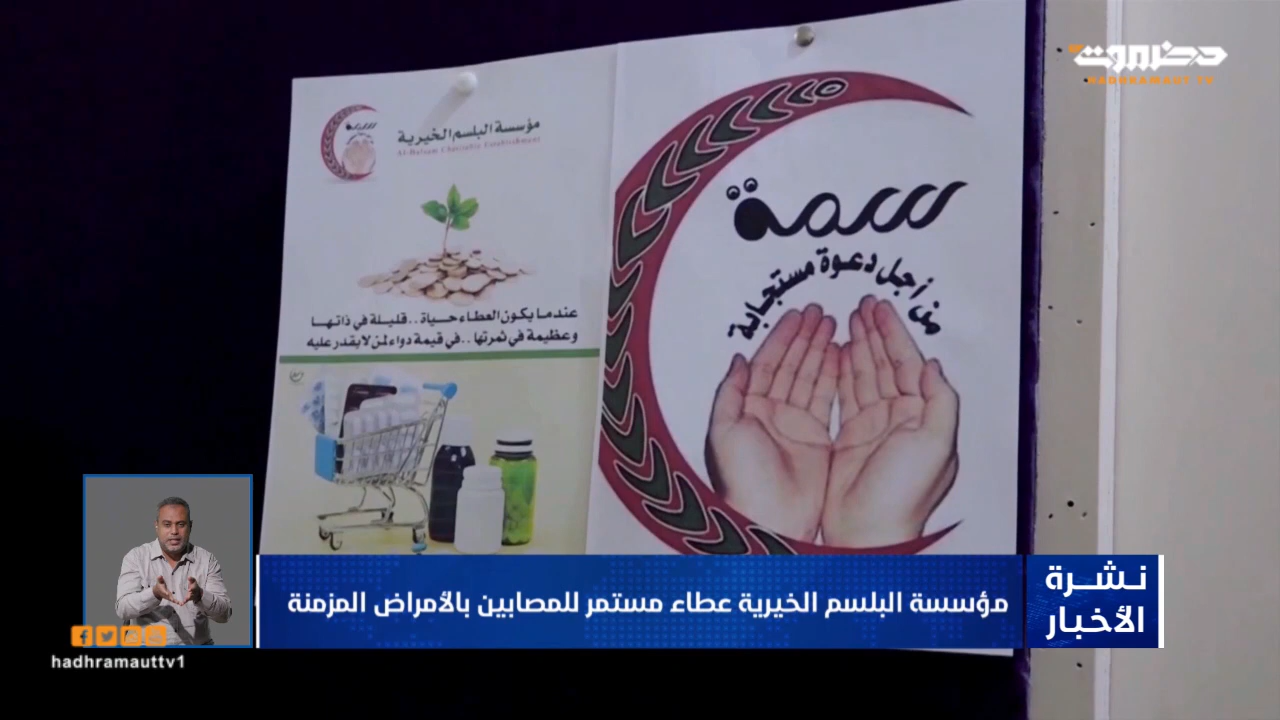 حضرموت
HADHRAMAUT TV
مؤسسة البلسم الخيرية
Al-Balsam Charitable Establishment
سمة
من أجل دعوة مستجابة
عندما يكون العطاء حياة .. قليلة في ذاتها
وعظيمة في ثمرتها .. في قيمة دواء لمن لا يقدر عليه
نشرة
الأخبار
مؤسسة البلسم الخيرية عطاء مستمر للمصابين بالأمراض المزمنة
hadhramauttv1